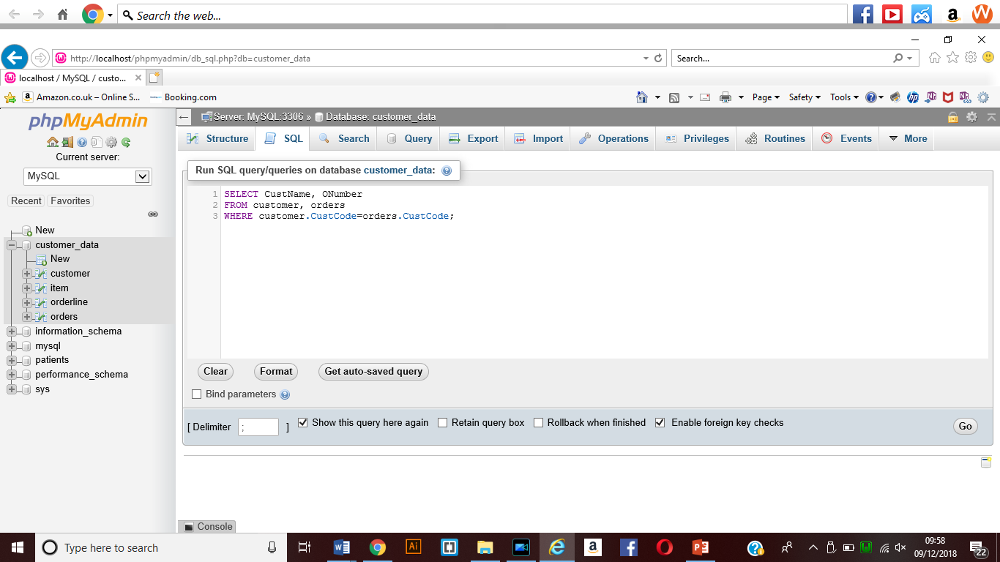 Search the web...
http://localhost/phpmyadmin/db_sql.php?db=customer_data
Search...
localhost / MySQL / custo...
Amazon.co.uk – Online S...
Booking.com
Page
Safety
Tools
phpMyAdmin
Server: MySQL:3306 » Database: customer_data
Structure
SQL
Search
Query
Export
Import
Operations
Privileges
Routines
Events
More
Current server:
MySQL
Recent
Favorites
New
customer_data
New
customer
item
orderline
orders
information_schema
mysql
patients
performance_schema
sys
Run SQL query/queries on database customer_data:
1 SELECT CustName, ONumber
2 FROM customer, orders
3 WHERE customer.CustCode=orders.CustCode;
Clear
Format
Get auto-saved query
Bind parameters
[ Delimiter ; ]
Show this query here again
Retain query box
Rollback when finished
Enable foreign key checks
Go
Console
Type here to search
09:58
09/12/2018
22